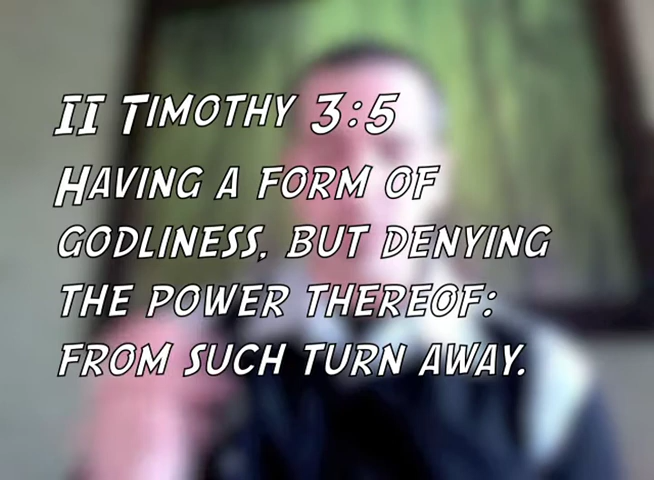 II TIMOTHY 3:5
HAVING A FORM OF
GODLINESS, BUT DENYING
THE POWER THEREOF:
FROM SUCH TURN AWAY.